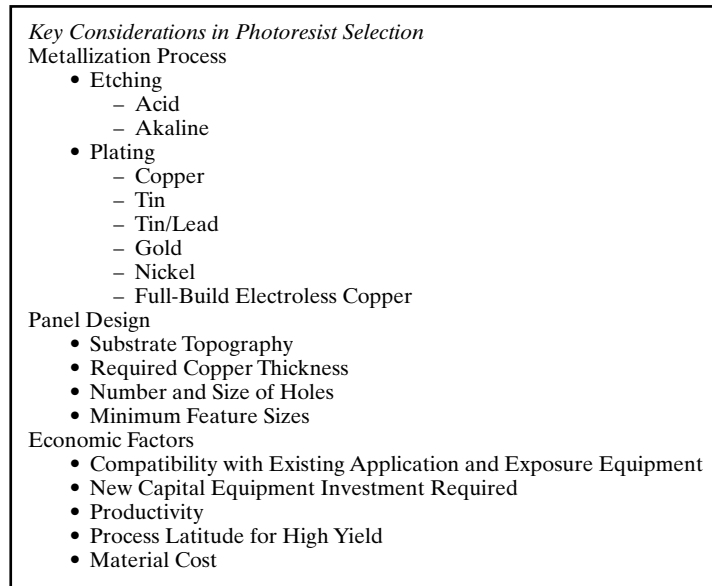 Key Considerations in Photoresist Selection
Metallization Process
• Etching
– Acid
– Akaline
• Plating
– Copper
– Tin
– Tin/Lead
– Gold
– Nickel
– Full-Build Electroless Copper
Panel Design
• Substrate Topography
• Required Copper Thickness
• Number and Size of Holes
• Minimum Feature Sizes
Economic Factors
• Compatibility with Existing Application and Exposure Equipment
• New Capital Equipment Investment Required
• Productivity
• Process Latitude for High Yield
• Material Cost